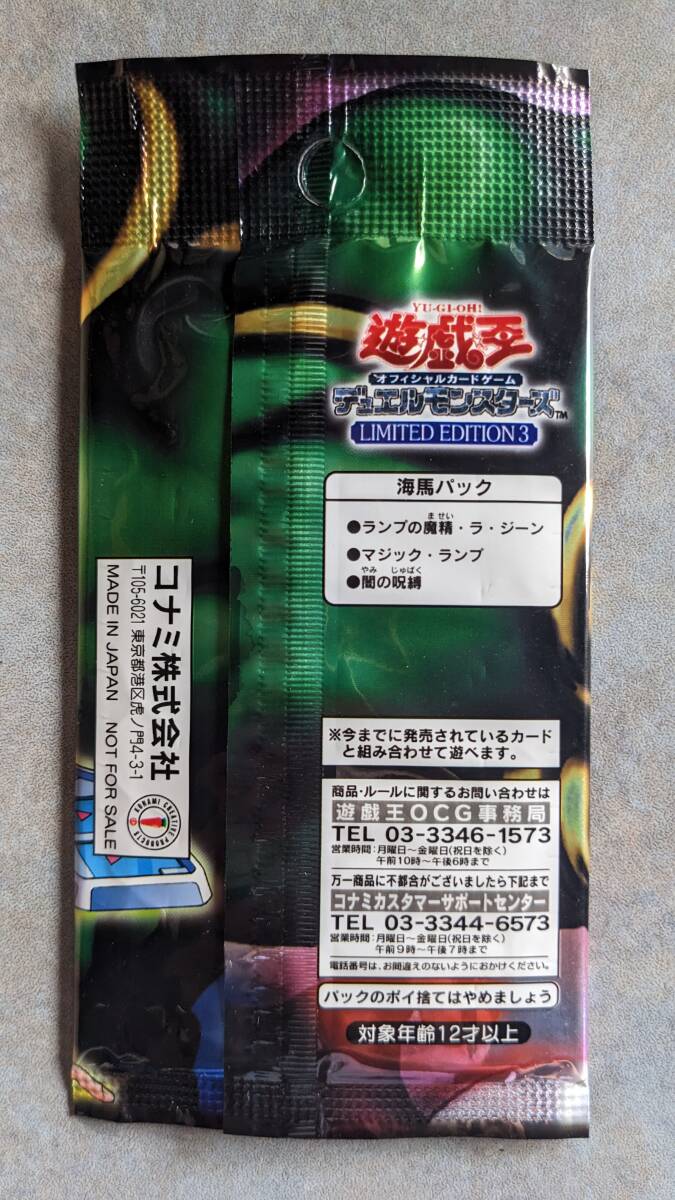 YU-GI-OH!
遊☆戯☆王
オフィシャルカードゲーム
デュエルモンスターズ™
LIMITED EDITION 3
海馬パック
●ランプの魔精・ラ・ジーン
ませい
●マジック・ランプ
●闇の呪縛
やみ じゅばく
※今までに発売されているカード
と組み合わせて遊べます。
商品・ルールに関するお問い合わせは
遊戯王OCG事務局
TEL 03-3346-1573
営業時間:月曜日〜金曜日(祝日を除く)
午前10時〜午後6時まで
万一商品に不都合がございましたら下記まで
コナミカスタマーサポートセンター
TEL 03-3344-6573
営業時間:月曜日〜金曜日(祝日を除く)
午前9時〜午後7時まで
電話番号は、お間違えのないようにおかけください。
パックのポイ捨てはやめましょう
対象年齢12才以上
コナミ株式会社
〒105-6021 東京都港区虎ノ門4-3-1
MADE IN JAPAN NOT FOR SALE
KONAMI CREATIVE PRODUCTS